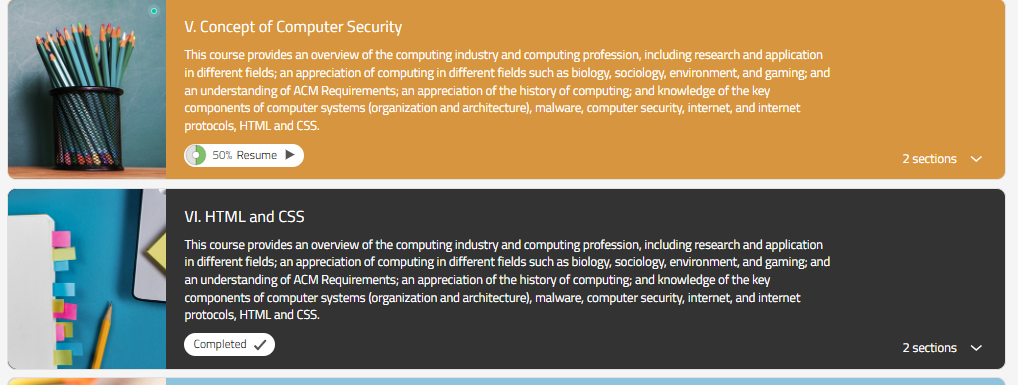 V. Concept of Computer Security
This course provides an overview of the computing industry and computing profession, including research and application
in different fields; an appreciation of computing in different fields such as biology, sociology, environment, and gaming; and
an understanding of ACM Requirements; an appreciation of the history of computing; and knowledge of the key
components of computer systems (organization and architecture), malware, computer security, internet, and internet
protocols, HTML and CSS.
50% Resume
2 sections
VI. HTML and CSS
This course provides an overview of the computing industry and computing profession, including research and application
in different fields; an appreciation of computing in different fields such as biology, sociology, environment, and gaming; and
an understanding of ACM Requirements; an appreciation of the history of computing; and knowledge of the key
components of computer systems (organization and architecture), malware, computer security, internet, and internet
protocols, HTML and CSS.
Completed
2 sections